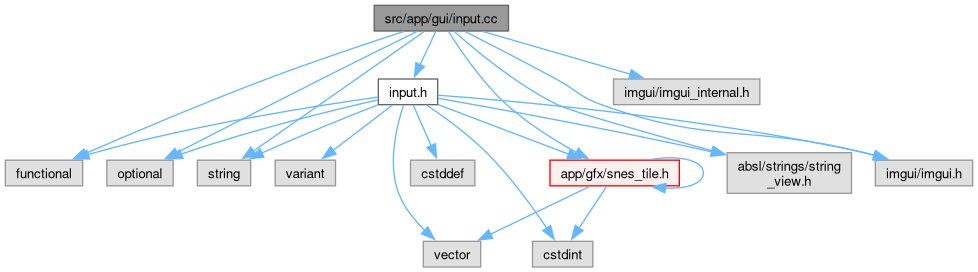 src/app/gui/input.cc
input.h
imgui/imgui_internal.h
functional
optional
string
variant
cstddef
app/gfx/snes_tile.h
absl/strings/string
_view.h
imgui/imgui.h
vector
cstdint